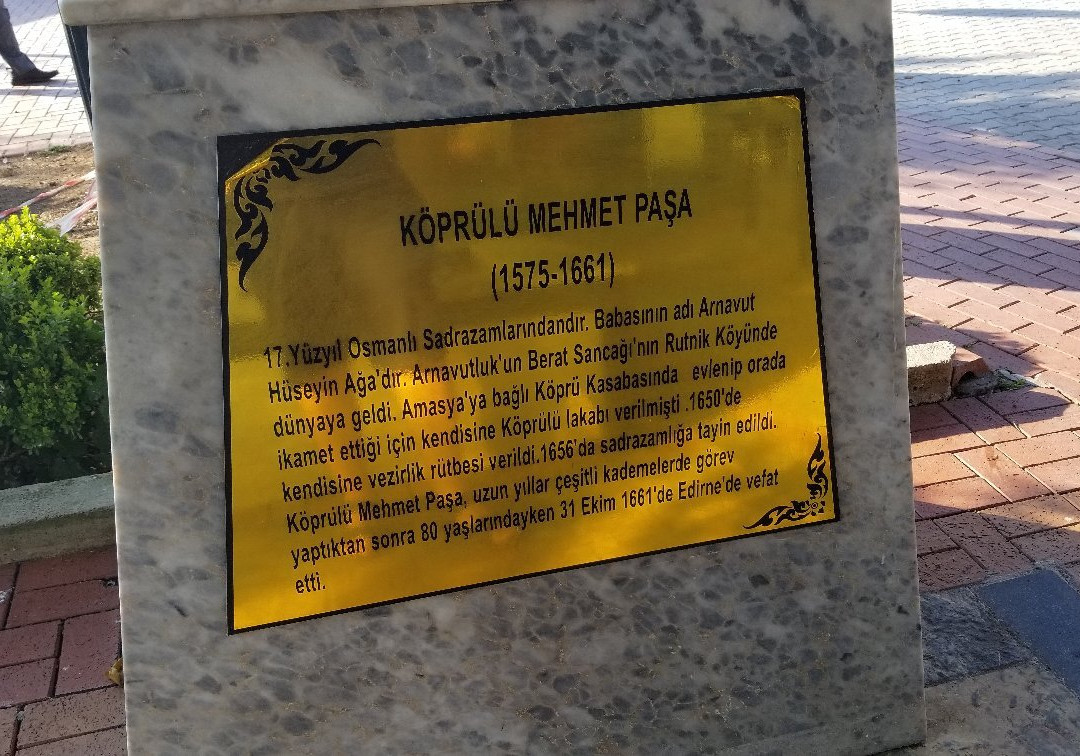 KÖPRÜLÜ MEHMET PAŞA
(1575-1661)
17.Yüzyıl Osmanlı Sadrazamlarındandır. Babasının adı Arnavut
Hüseyin Ağa'dır. Arnavutluk'un Berat Sancağı'nın Rutnik Köyünde
dünyaya geldi. Amasya'ya bağlı Köprü Kasabasında evlenip orada
ikamet ettiği için kendisine Köprülü lakabı verilmişti .1650'de
kendisine vezirlik rütbesi verildi.1656'da sadrazamlığa tayin edildi.
Köprülü Mehmet Paşa, uzun yıllar çeşitli kademelerde görev
yaptıktan sonra 80 yaşlarındayken 31 Ekim 1661'de Edirne'de vefat
etti.